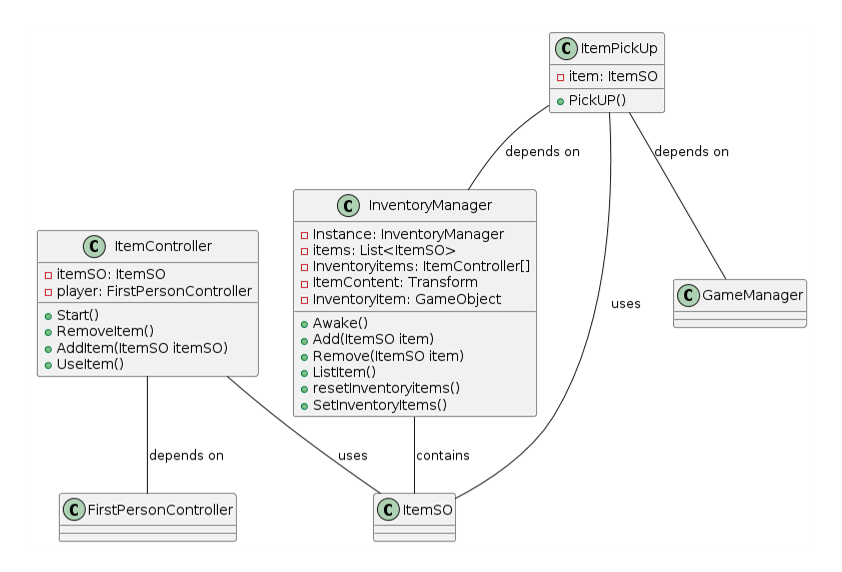 C ItemPickUp
item: ItemSO
PickUP()
depends on
depends on
C InventoryManager
Instance: InventoryManager
items: List<ItemSO>
Inventoryitems: ItemController[]
ItemContent: Transform
InventoryItem: GameObject
Awake()
Add(ItemSO item)
Remove(ItemSO item)
ListItem()
resetInventoryitems()
SetInventoryItems()
C ItemController
itemSO: ItemSO
player: FirstPersonController
Start()
RemoveItem()
AddItem(ItemSO itemSO)
UseItem()
C GameManager
uses
depends on
uses
contains
C FirstPersonController
C ItemSO